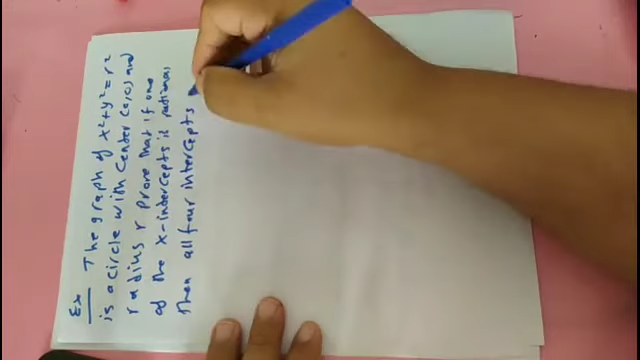 Ex The graph of x²+y²=r²
is a circle with center (0,0) and
radius r prove that if one
of the x-intercepts is rational
then all four intercepts